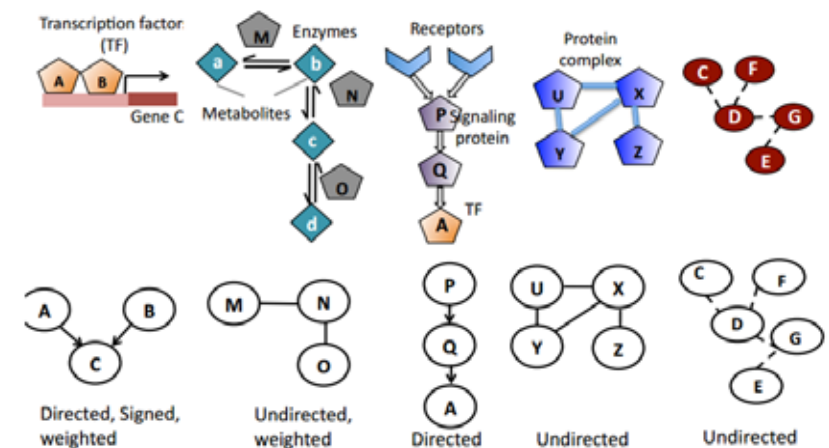 Transcription factor
(TF)
A
B
Gene C
M
Enzymes
a
b
N
Metabolites
c
O
d
Receptors
P
Signaling
protein
Q
TF
A
Protein
complex
U
X
Y
Z
C
F
D
G
E
A
B
C
Directed, Signed,
weighted
M
N
O
Undirected,
weighted
P
Q
A
Directed
U
X
Y
Z
Undirected
C
F
D
G
E
Undirected